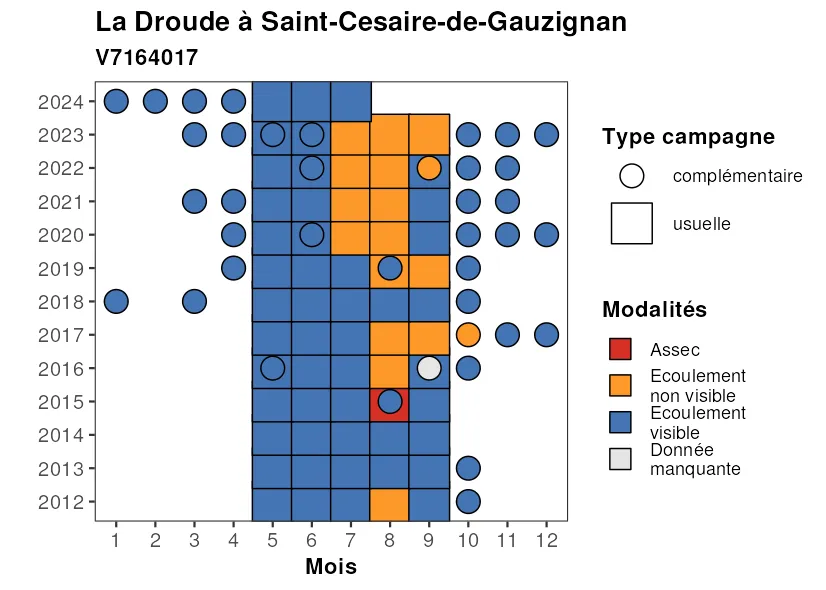 La Droude à Saint-Cesaire-de-Gauzignan
V7164017
2024
2023
2022
2021
2020
2019
2018
2017
2016
2015
2014
2013
2012
1 2 3 4 5 6 7 8 9 10 11 12
Mois
Type campagne
complémentaire
usuelle
Modalités
Assec
Ecoulement
non visible
Ecoulement
visible
Donnée
manquante